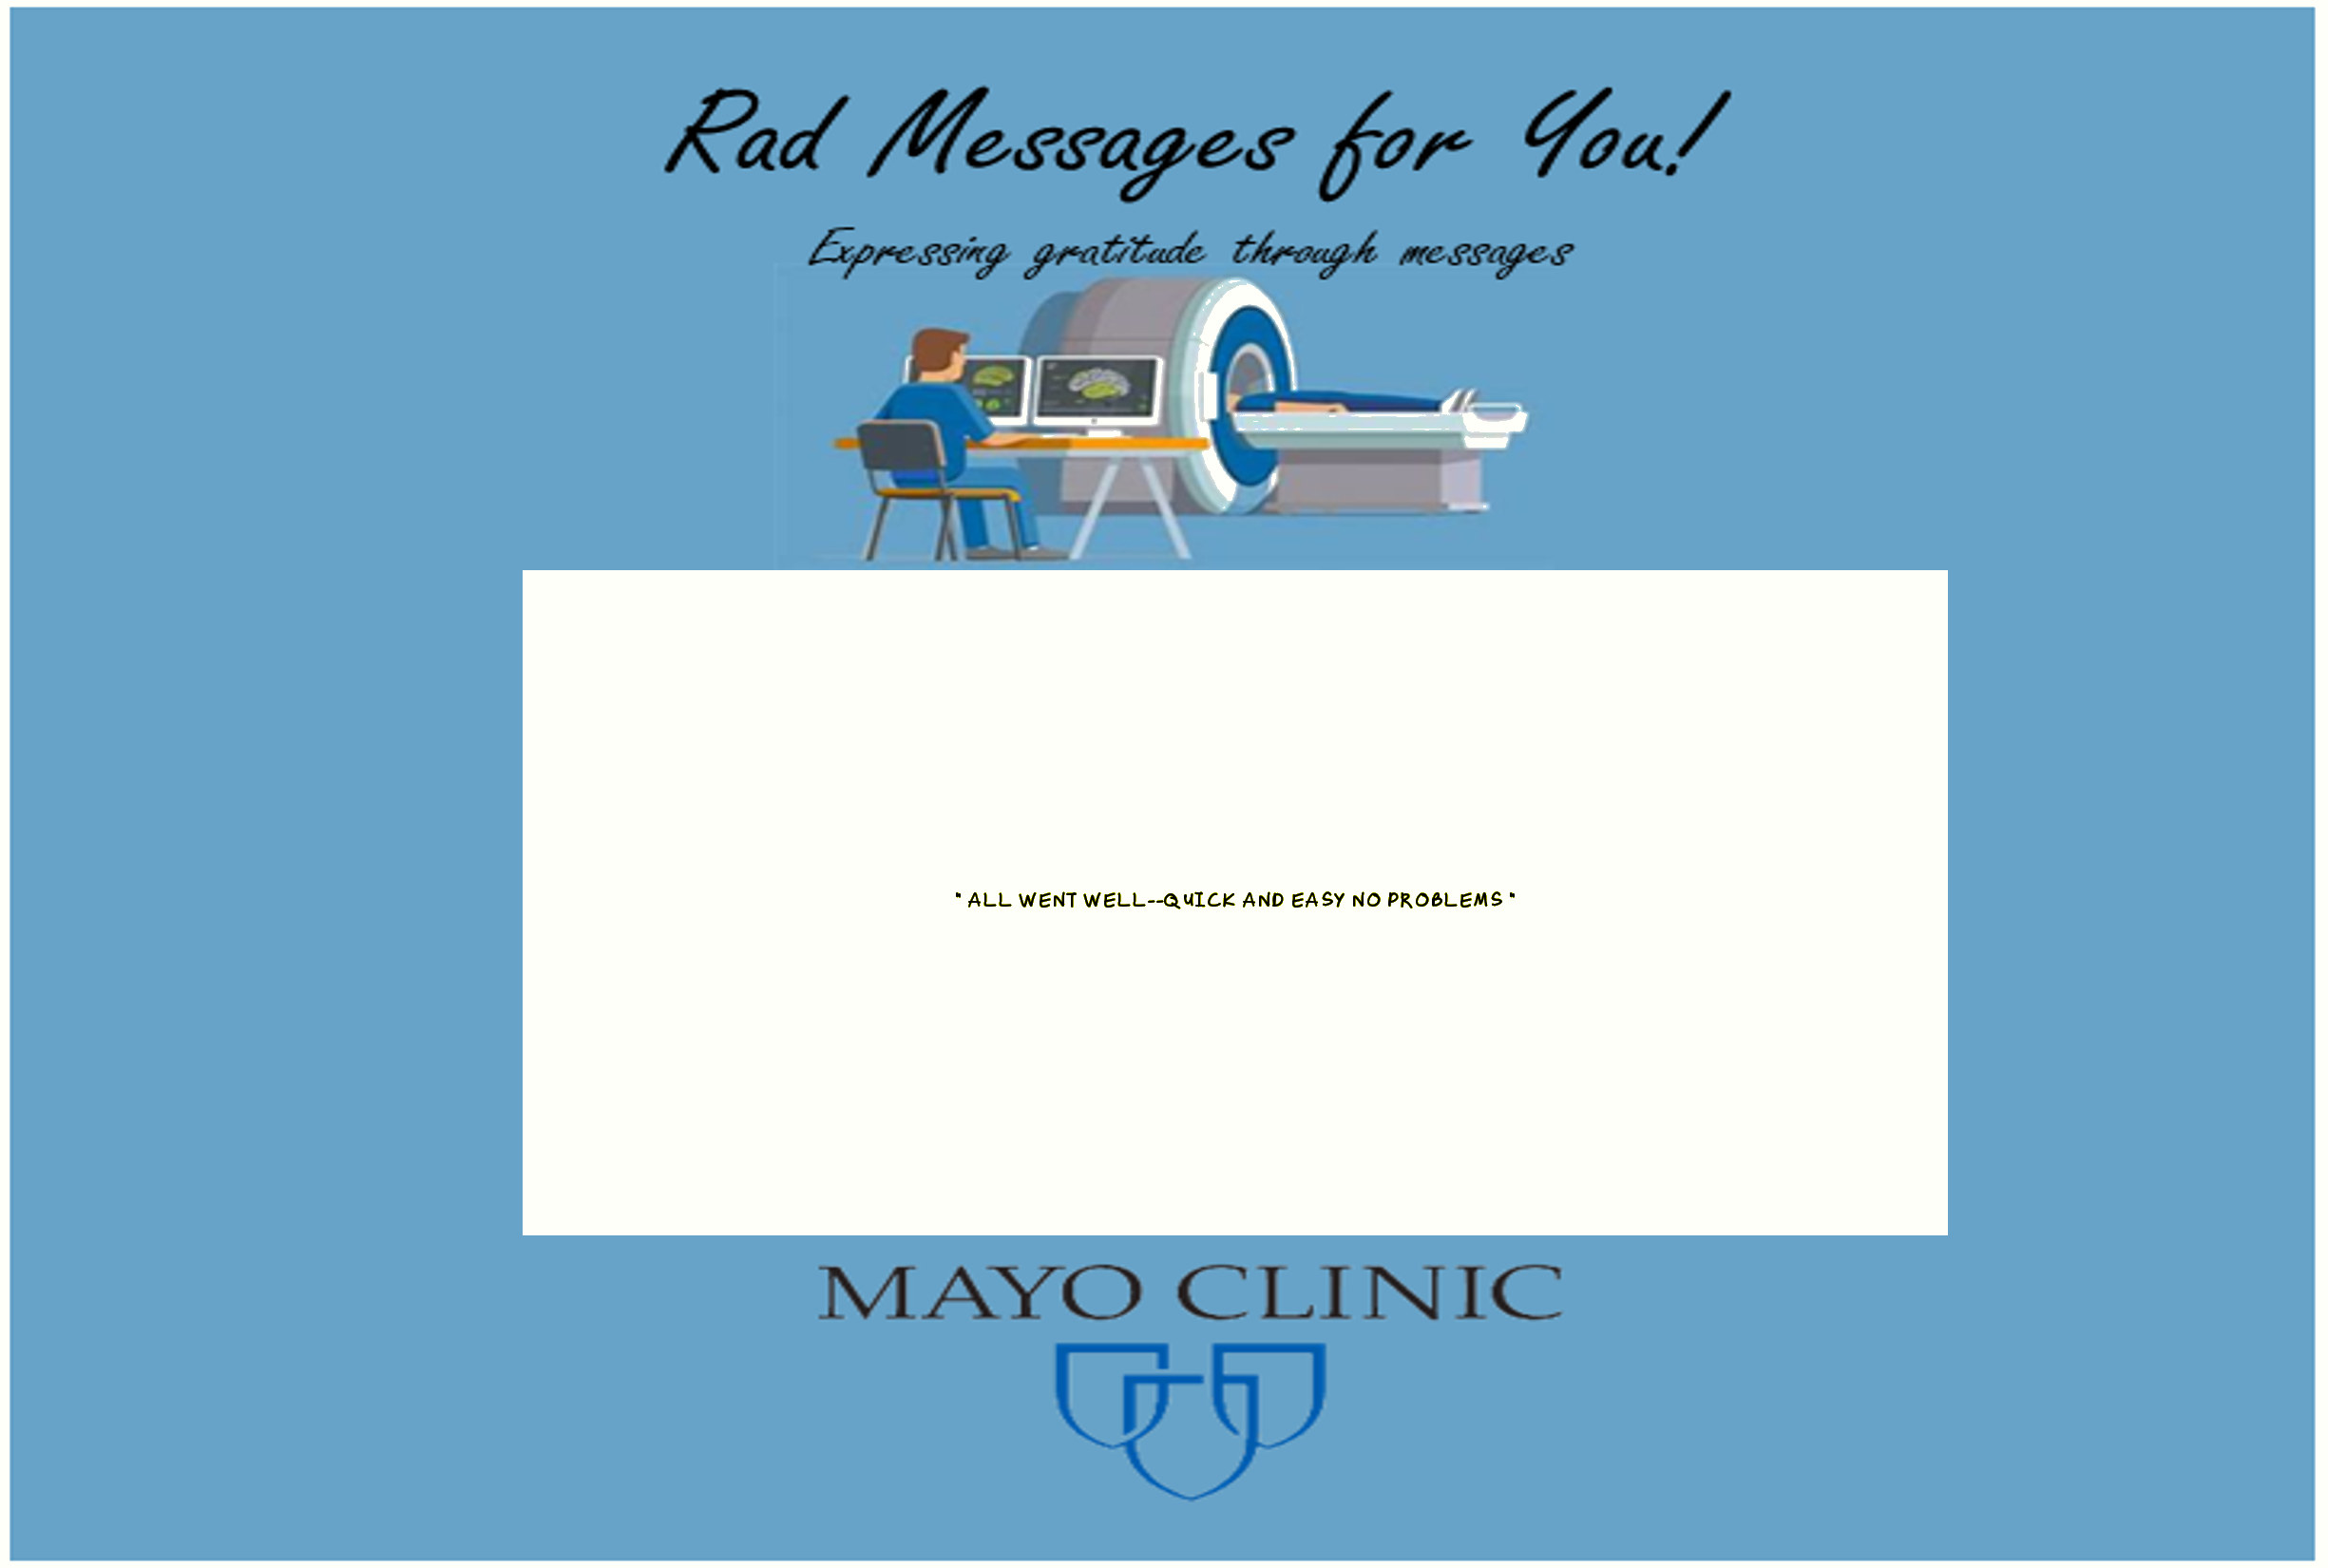 Rad Messages for You!
Expressing gratitude through messages
" ALL WENT WELL--QUICK AND EASY NO PROBLEMS "
MAYO CLINIC